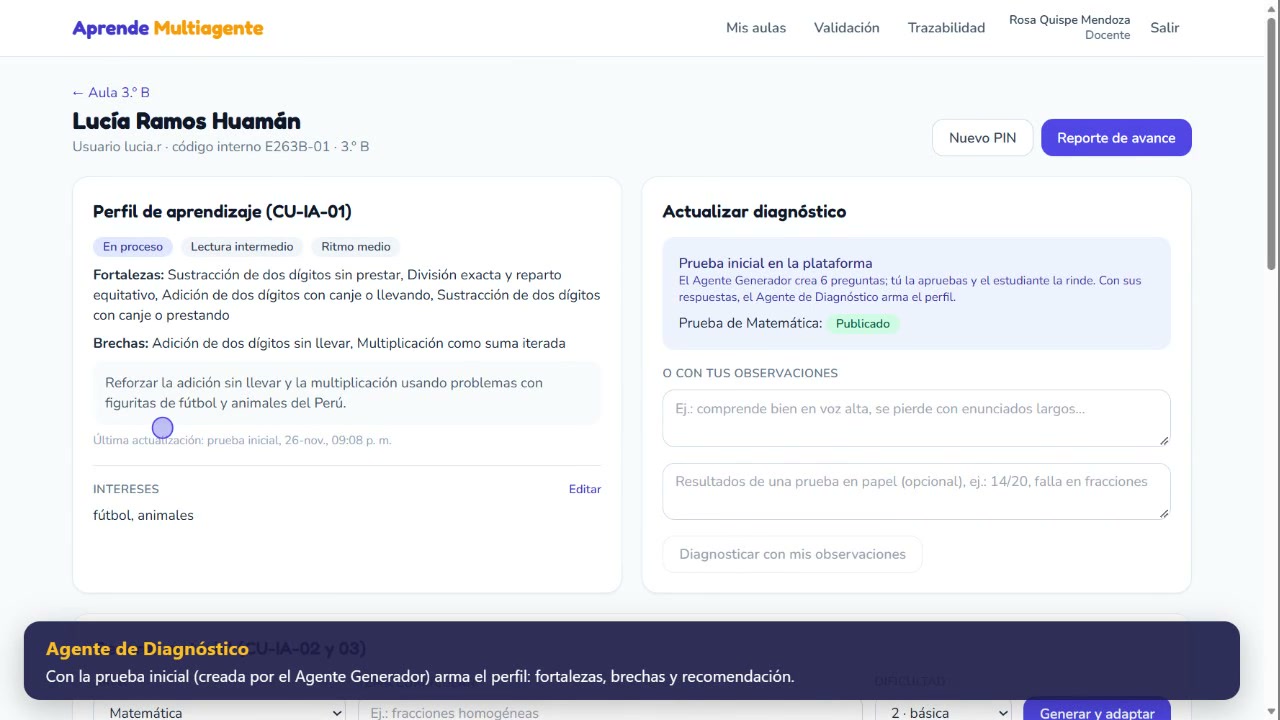 Aprende Multiagente
Mis aulas
Validación
Trazabilidad
Rosa Quispe Mendoza
Docente
Salir
← Aula 3.º B
Lucía Ramos Huamán
Usuario lucia.r · código interno E263B-01 · 3.º B
Nuevo PIN
Reporte de avance
Perfil de aprendizaje (CU-IA-01)
En proceso
Lectura intermedio
Ritmo medio
Fortalezas: Sustracción de dos dígitos sin prestar, División exacta y reparto
equitativo, Adición de dos dígitos con canje o llevando, Sustracción de dos dígitos
con canje o prestando
Brechas: Adición de dos dígitos sin llevar, Multiplicación como suma iterada
Reforzar la adición sin llevar y la multiplicación usando problemas con
figuritas de fútbol y animales del Perú.
Última actualización: prueba inicial, 26-nov., 09:08 p. m.
INTERESES
Editar
fútbol, animales
Actualizar diagnóstico
Prueba inicial en la plataforma
El Agente Generador crea 6 preguntas; tú la apruebas y el estudiante la rinde. Con sus
respuestas, el Agente de Diagnóstico arma el perfil.
Prueba de Matemática: Publicado
O CON TUS OBSERVACIONES
Ej.: comprende bien en voz alta, se pierde con enunciados largos...
Resultados de una prueba en papel (opcional), ej.: 14/20, falla en fracciones
Diagnosticar con mis observaciones
(CU-IA-02 y 03)
Agente de Diagnóstico
Con la prueba inicial (creada por el Agente Generador) arma el perfil: fortalezas, brechas y recomendación.
DIFICULTAD
Matemática
Ej.: fracciones homogéneas
2 · básica
Generar y adaptar